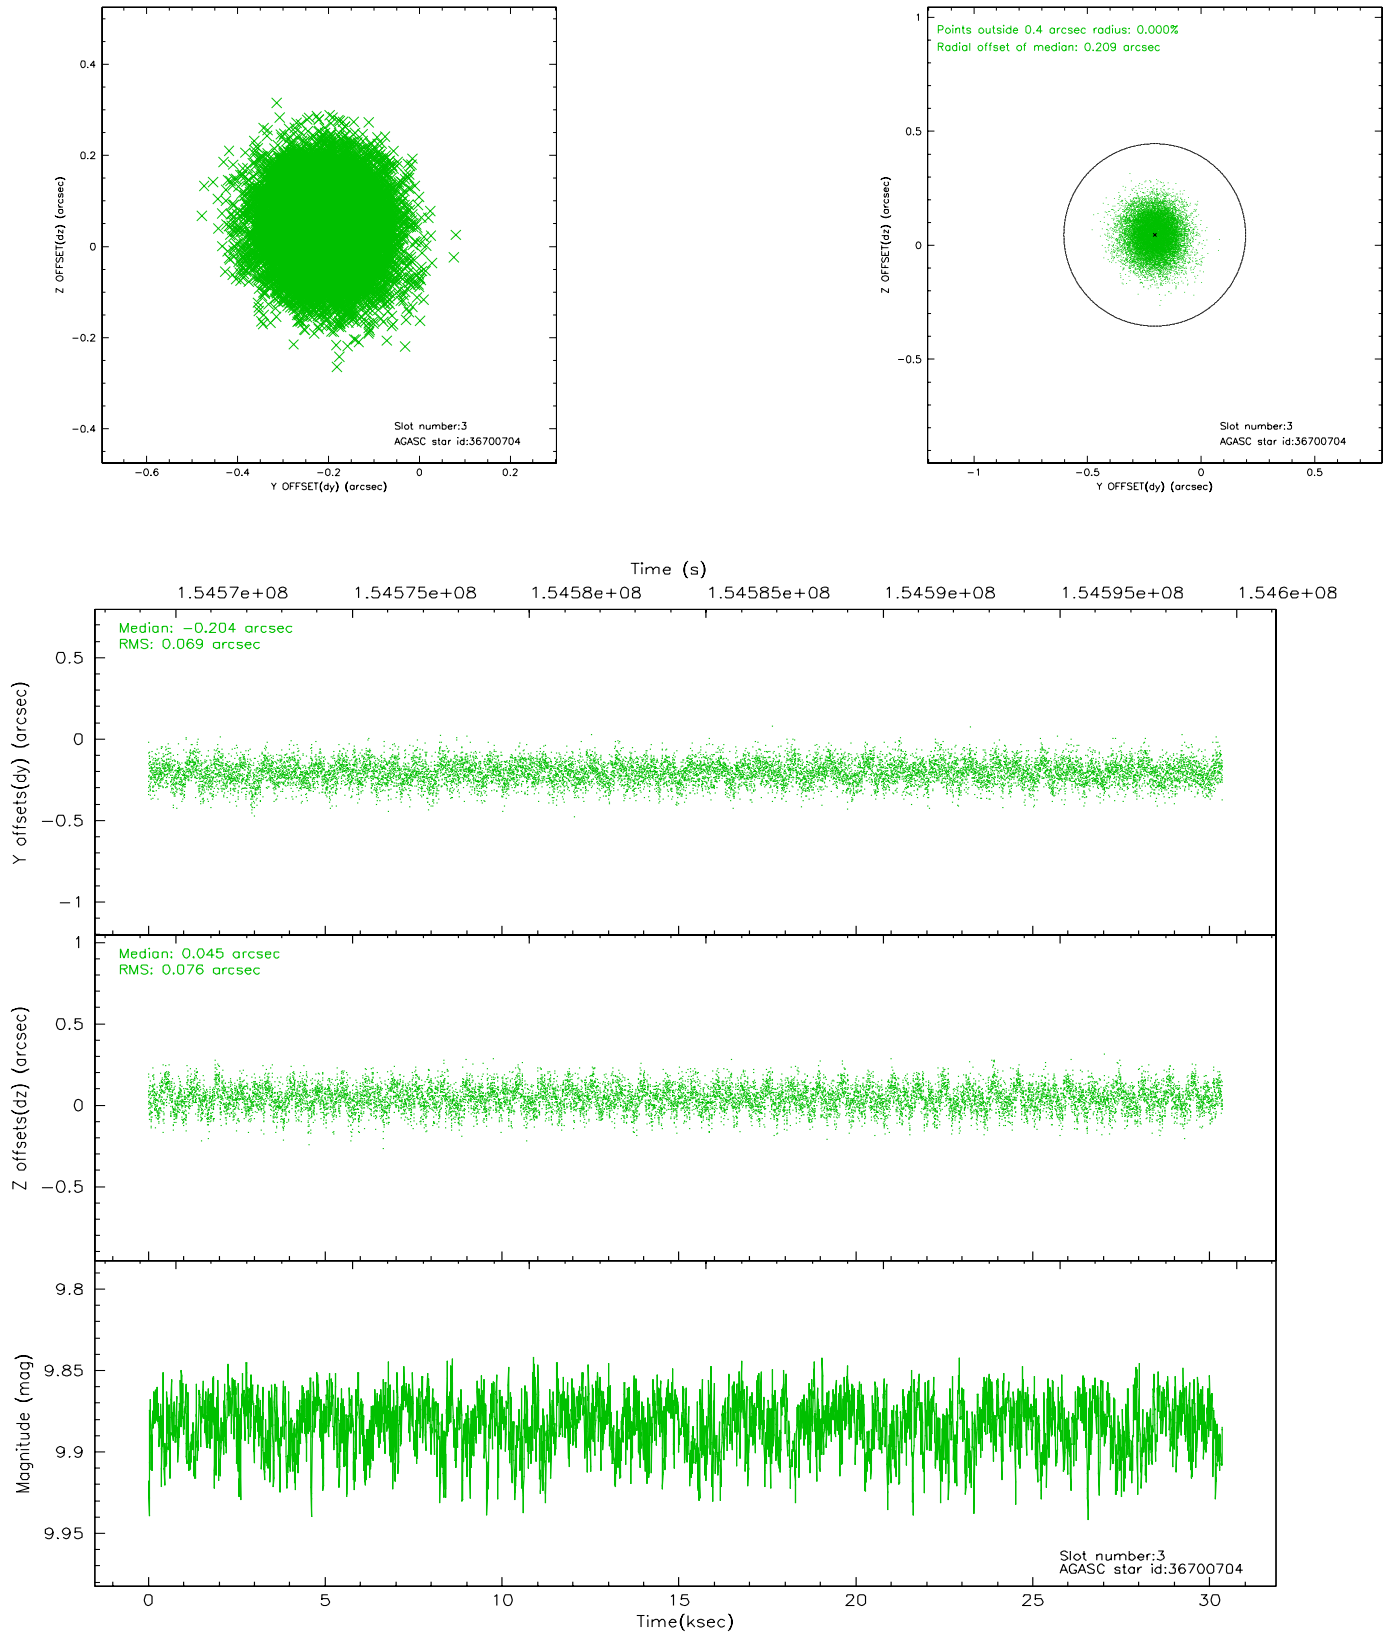 0.4
0.2
0
−0.2
−0.4
Z OFFSET(dz) (arcsec)
Slot number:3
AGASC star id:36700704
−0.6
−0.4
−0.2
0
0.2
Y OFFSET(dy) (arcsec)
Points outside 0.4 arcsec radius: 0.000%
Radial offset of median: 0.209 arcsec
1
0.5
0
−0.5
Z OFFSET(dz) (arcsec)
Slot number:3
AGASC star id:36700704
−1
−0.5
0
0.5
Y OFFSET(dy) (arcsec)
Time (s)
1.5457e+08
1.54575e+08
1.5458e+08
1.54585e+08
1.5459e+08
1.54595e+08
1.546e+08
Median: −0.204 arcsec
RMS: 0.069 arcsec
0.5
0
−0.5
−1
Y offsets(dy) (arcsec)
Median: 0.045 arcsec
RMS: 0.076 arcsec
1
0.5
0
−0.5
Z offsets(dz) (arcsec)
9.8
9.85
9.9
9.95
Magnitude (mag)
Slot number:3
AGASC star id:36700704
0
5
10
15
20
25
30
Time(ksec)